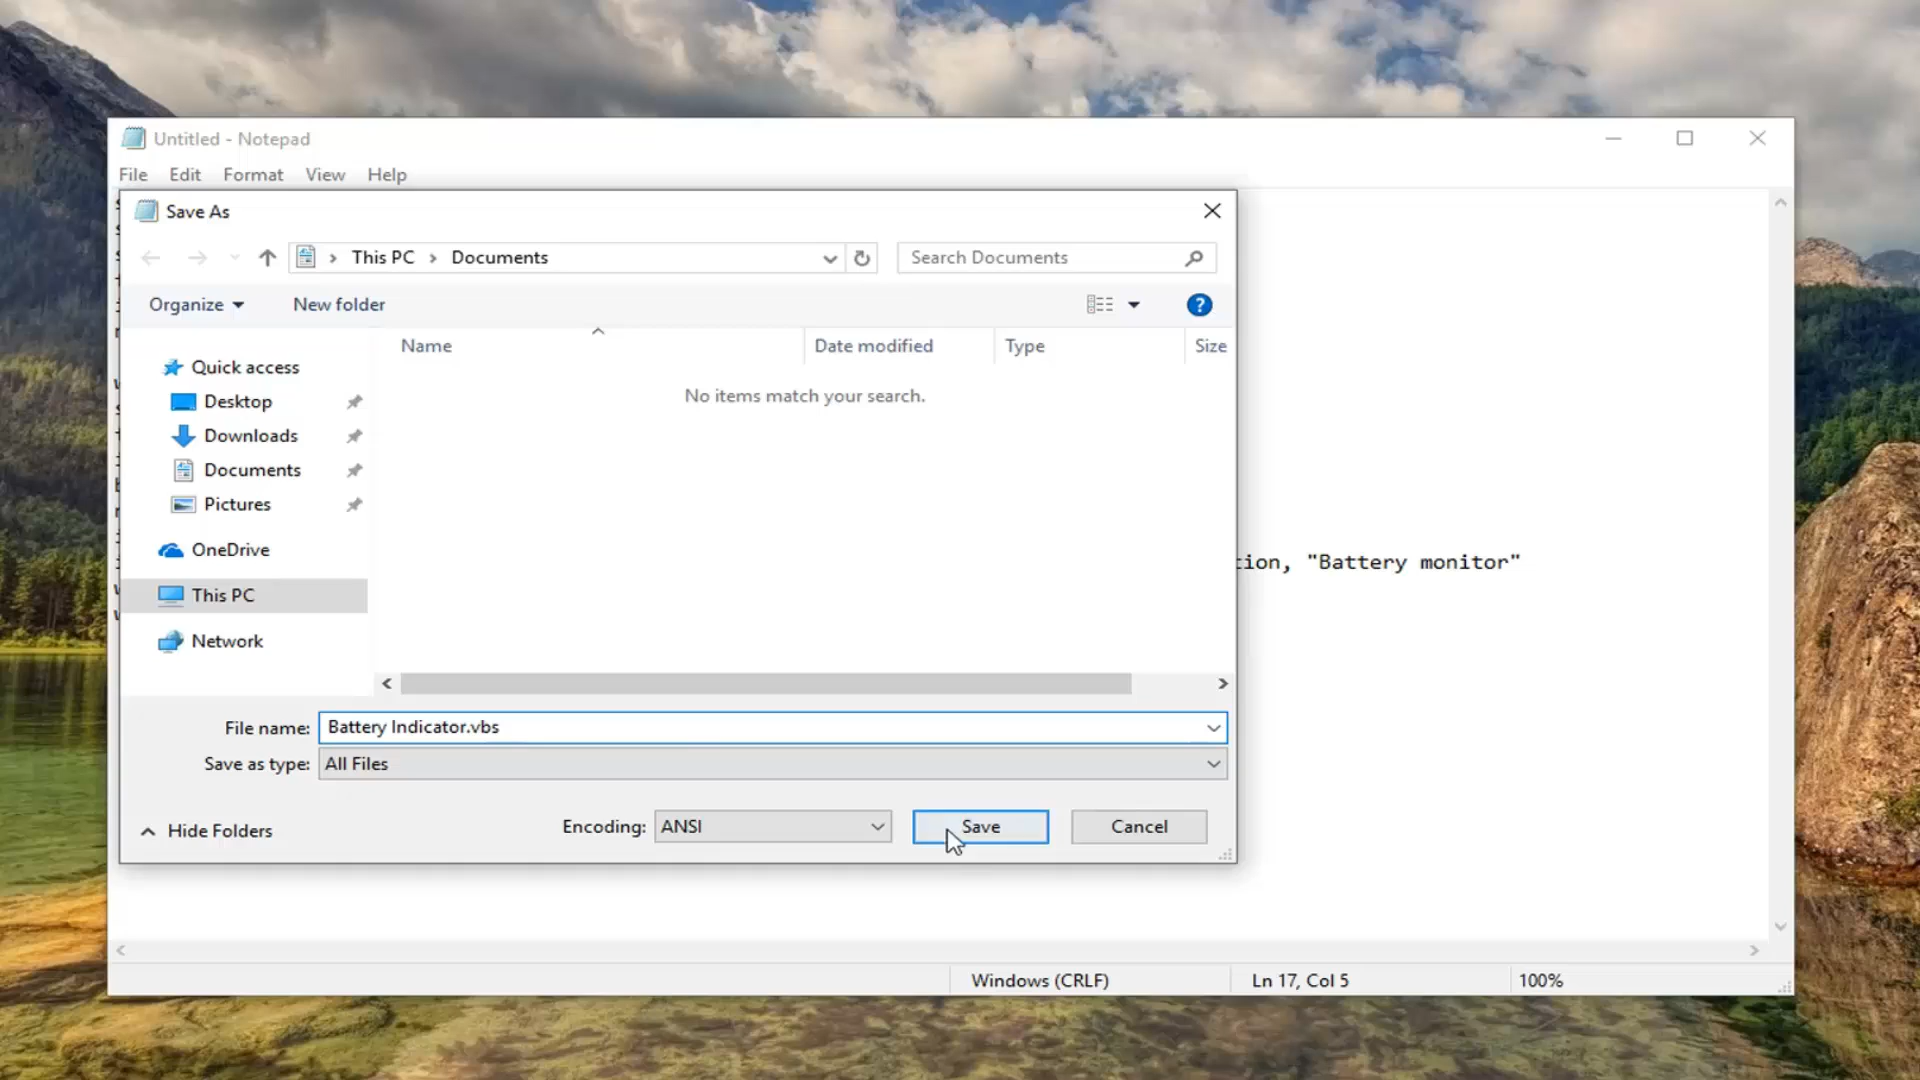 Untitled - Notepad
File Edit Format View Help
Save As
This PC Documents
Search Documents
Organize New folder
Name Date modified Type Size
No items match your search.
Quick access
Desktop
Downloads
Documents
Pictures
OneDrive
This PC
Network
tion, "Battery monitor"
File name: Battery Indicator.vbs
Save as type: All Files
Hide Folders Encoding: ANSI Save Cancel
Windows (CRLF) Ln 17, Col 5 100%